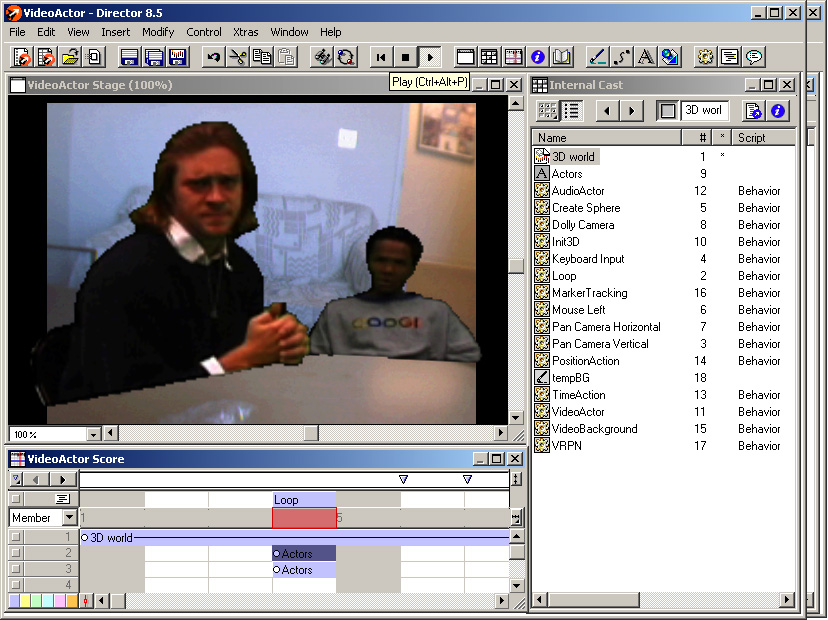 VideoActor - Director 8.5
File Edit View Insert Modify Control Xtras Window Help
Play (Ctrl+Alt+P)
VideoActor Stage (100%)
100 %
Internal Cast
3D worl
Name # * Script
3D world 1 *
Actors 9
AudioActor 12 Behavior
Create Sphere 5 Behavior
Dolly Camera 8 Behavior
Init3D 10 Behavior
Keyboard Input 4 Behavior
Loop 2 Behavior
MarkerTracking 16 Behavior
Mouse Left 6 Behavior
Pan Camera Horizontal 7 Behavior
Pan Camera Vertical 3 Behavior
PositionAction 14 Behavior
tempBG 18
TimeAction 13 Behavior
VideoActor 11 Behavior
VideoBackground 15 Behavior
VRPN 17 Behavior
VideoActor Score
Loop
Member 1 5
1 3D world
2 Actors
3 Actors
4